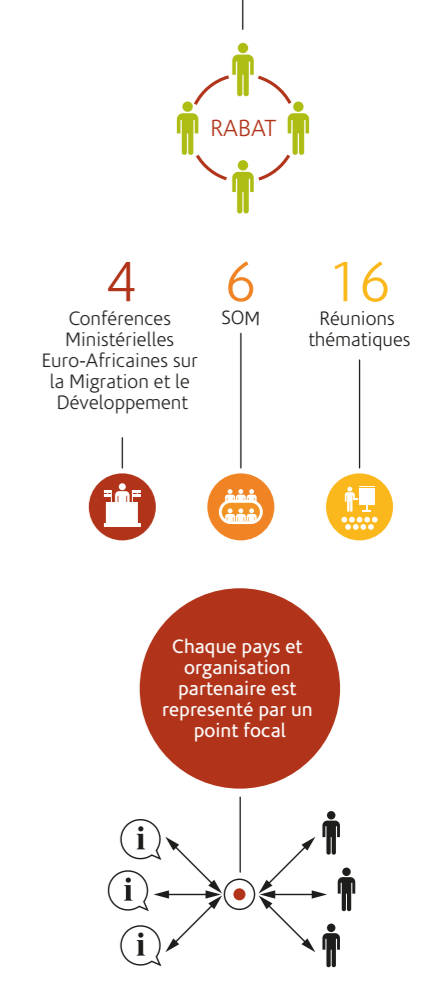 RABAT
4
Conférences
Ministérielles
Euro-Africaines sur
la Migration et le
Développement
6
SOM
16
Réunions
thématiques
Chaque pays et
organisation
partenaire est
representé par un
point focal
i
i
i